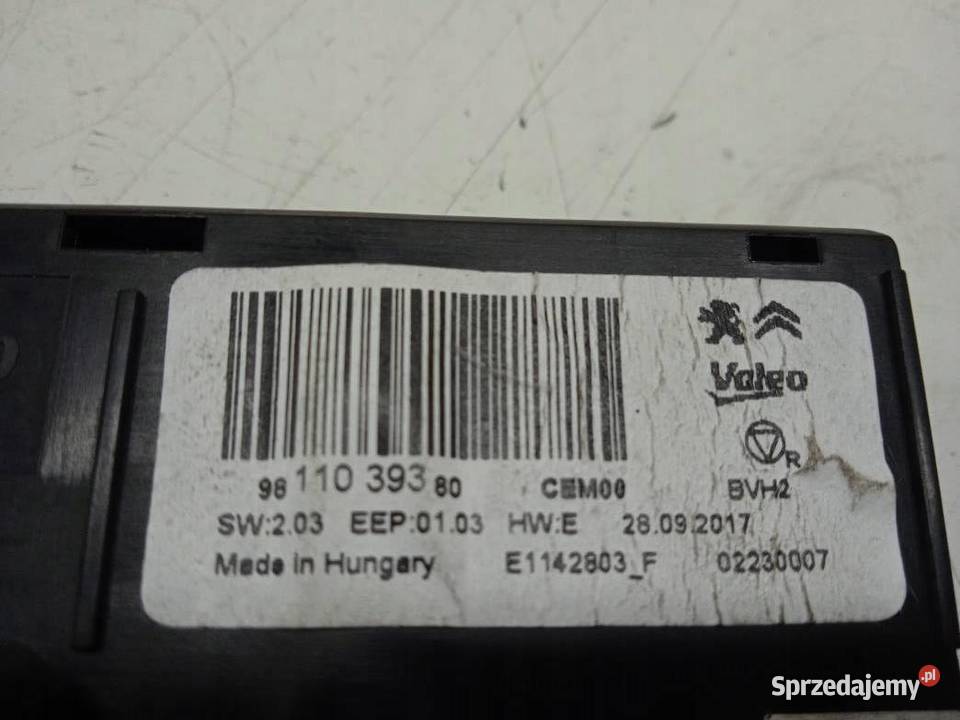 Valeo
R
98 110 393 80 CEM00 BVH2
SW:2.03 EEP:01.03 HW:E 28.09.2017
Made in Hungary E1142803_F 02230007
Sprzedajemy.pl